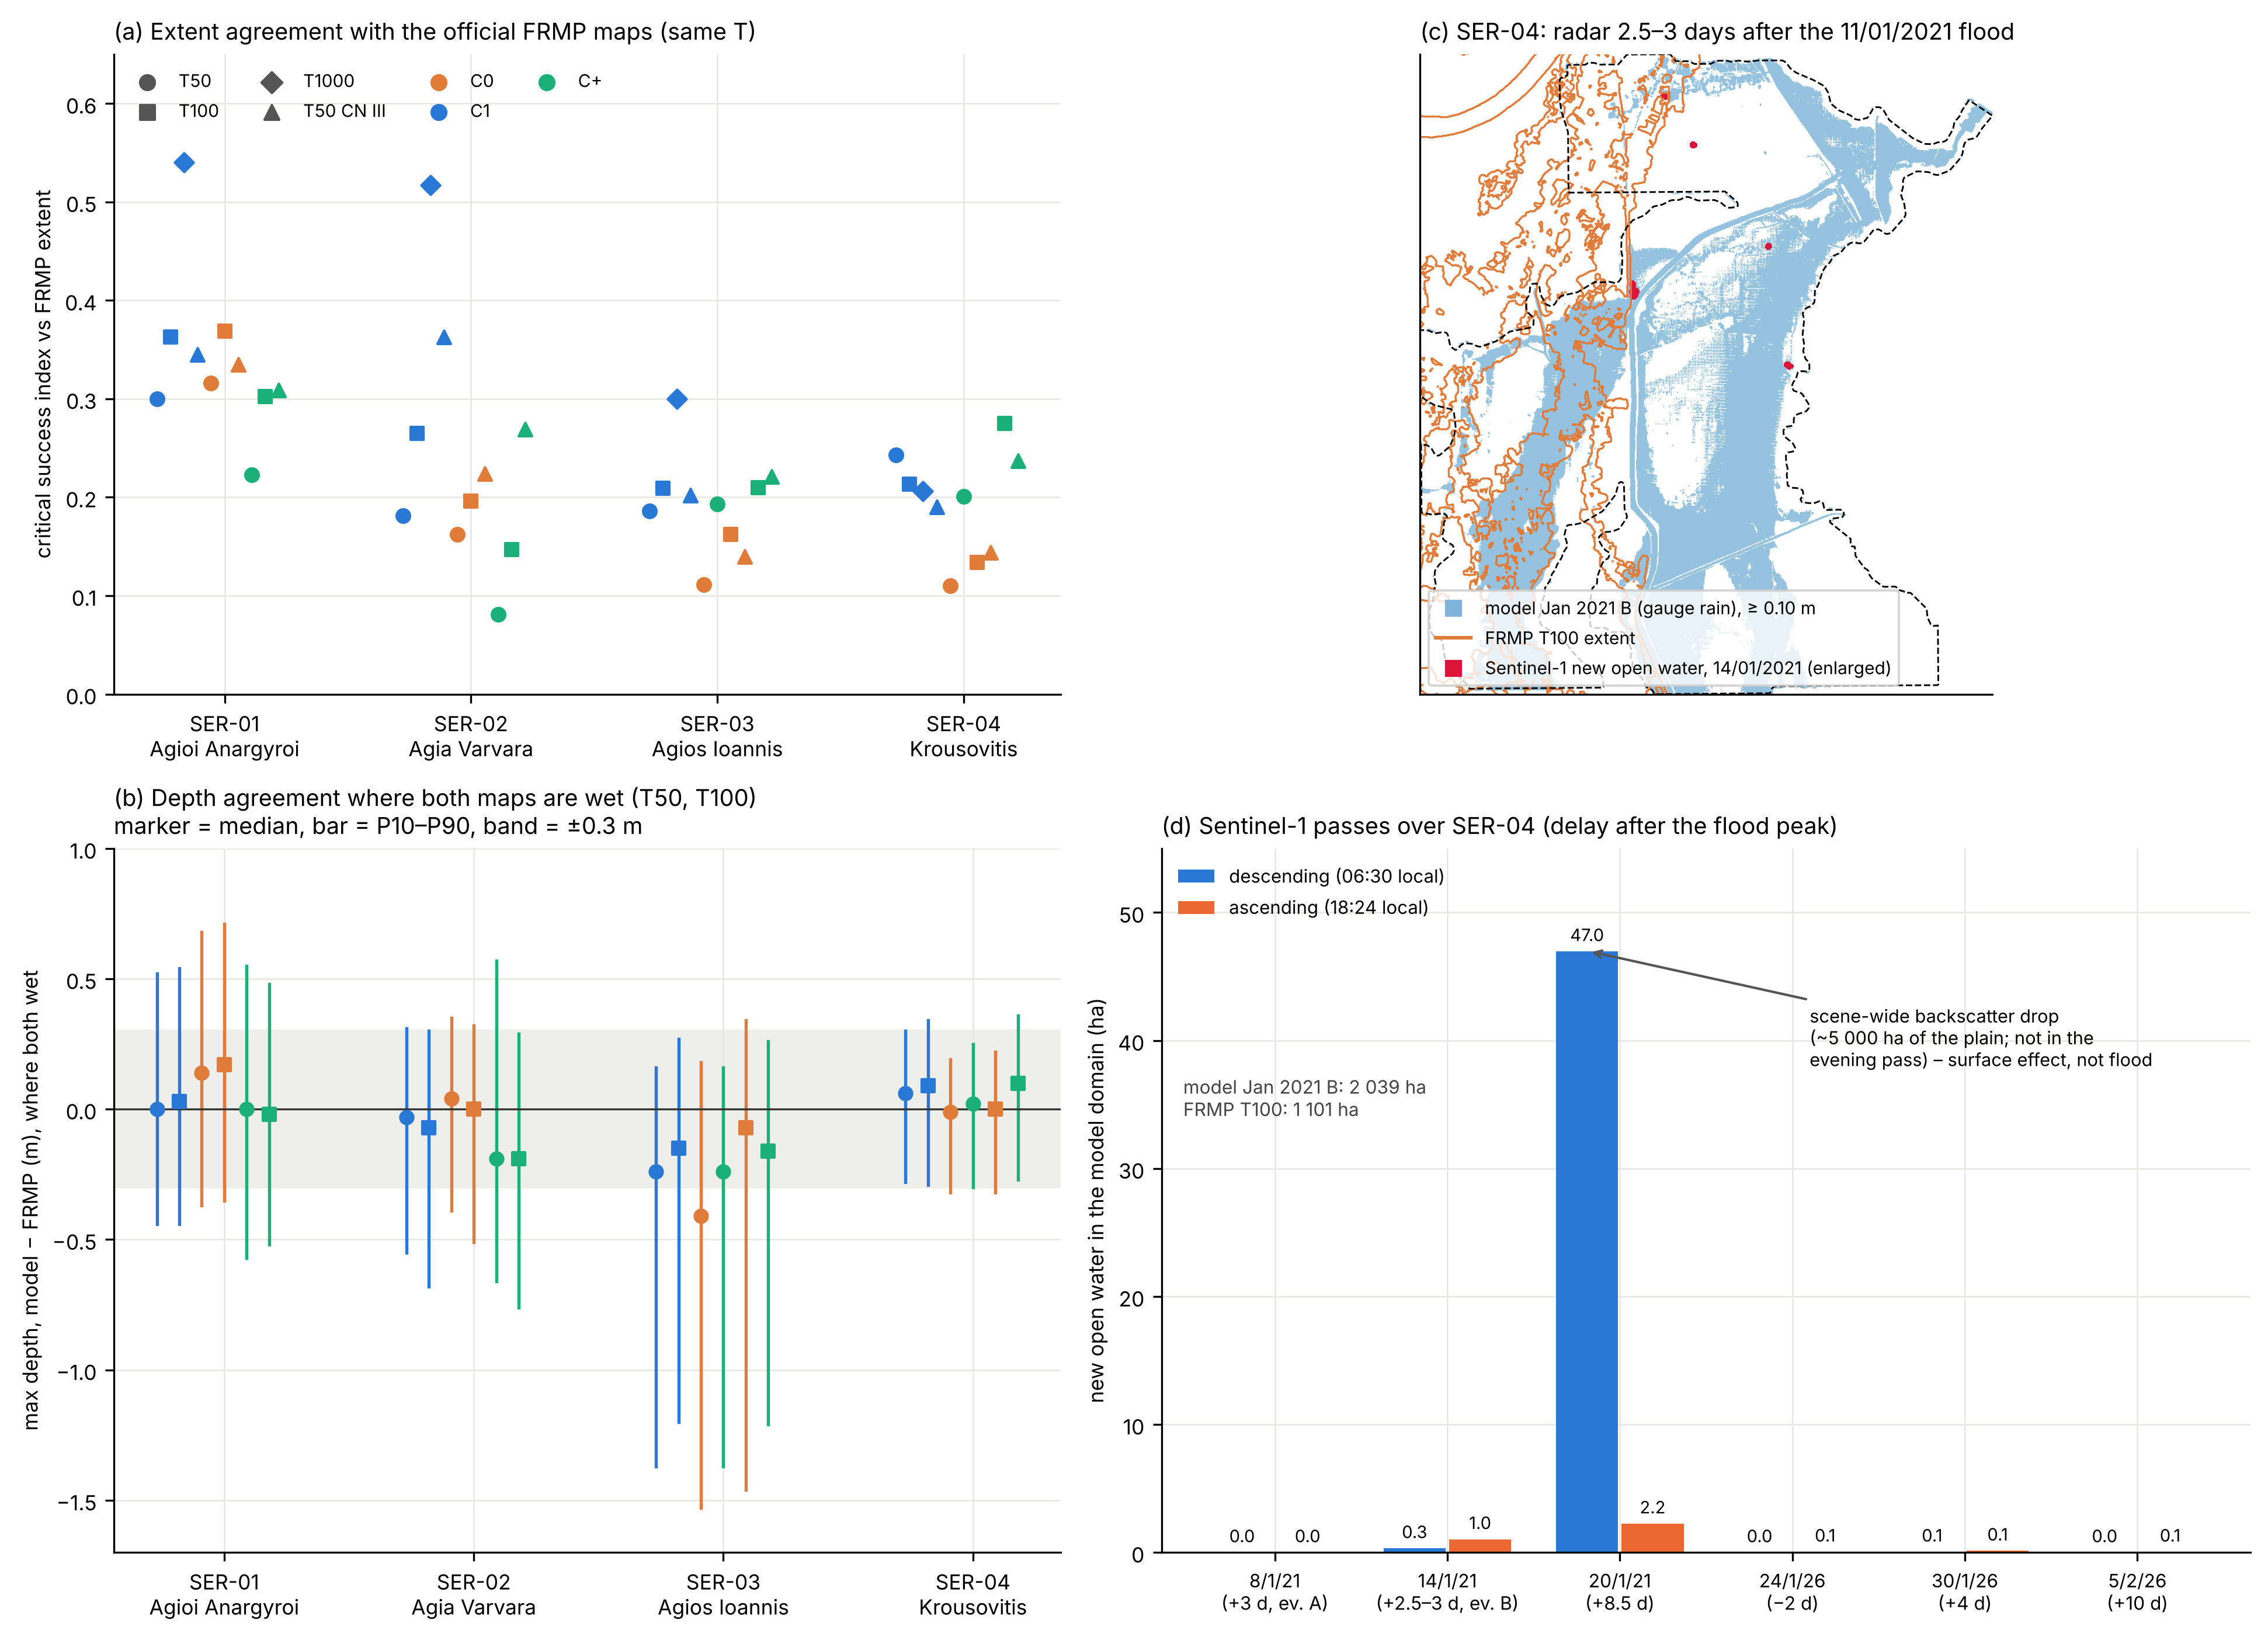 (a) Extent agreement with the official FRMP maps (same T)
T50
T1000
C0
C+
T100
T50 CN III
C1
critical success index vs FRMP extent
0.6
0.5
0.4
0.3
0.2
0.1
0.0
SER-01
Agioi Anargyroi
SER-02
Agia Varvara
SER-03
Agios Ioannis
SER-04
Krousovitis
(c) SER-04: radar 2.5–3 days after the 11/01/2021 flood
model Jan 2021 B (gauge rain), ≥ 0.10 m
FRMP T100 extent
Sentinel-1 new open water, 14/01/2021 (enlarged)
(b) Depth agreement where both maps are wet (T50, T100)
marker = median, bar = P10–P90, band = ±0.3 m
max depth, model − FRMP (m), where both wet
1.0
0.5
0.0
−0.5
−1.0
−1.5
SER-01
Agioi Anargyroi
SER-02
Agia Varvara
SER-03
Agios Ioannis
SER-04
Krousovitis
(d) Sentinel-1 passes over SER-04 (delay after the flood peak)
descending (06:30 local)
ascending (18:24 local)
new open water in the model domain (ha)
50
40
30
20
10
0
47.0
scene-wide backscatter drop
(~5 000 ha of the plain; not in the
evening pass) – surface effect, not flood
model Jan 2021 B: 2 039 ha
FRMP T100: 1 101 ha
0.0
0.0
0.3
1.0
2.2
0.0
0.1
0.1
0.1
0.0
0.1
8/1/21
(+3 d, ev. A)
14/1/21
(+2.5–3 d, ev. B)
20/1/21
(+8.5 d)
24/1/26
(−2 d)
30/1/26
(+4 d)
5/2/26
(+10 d)